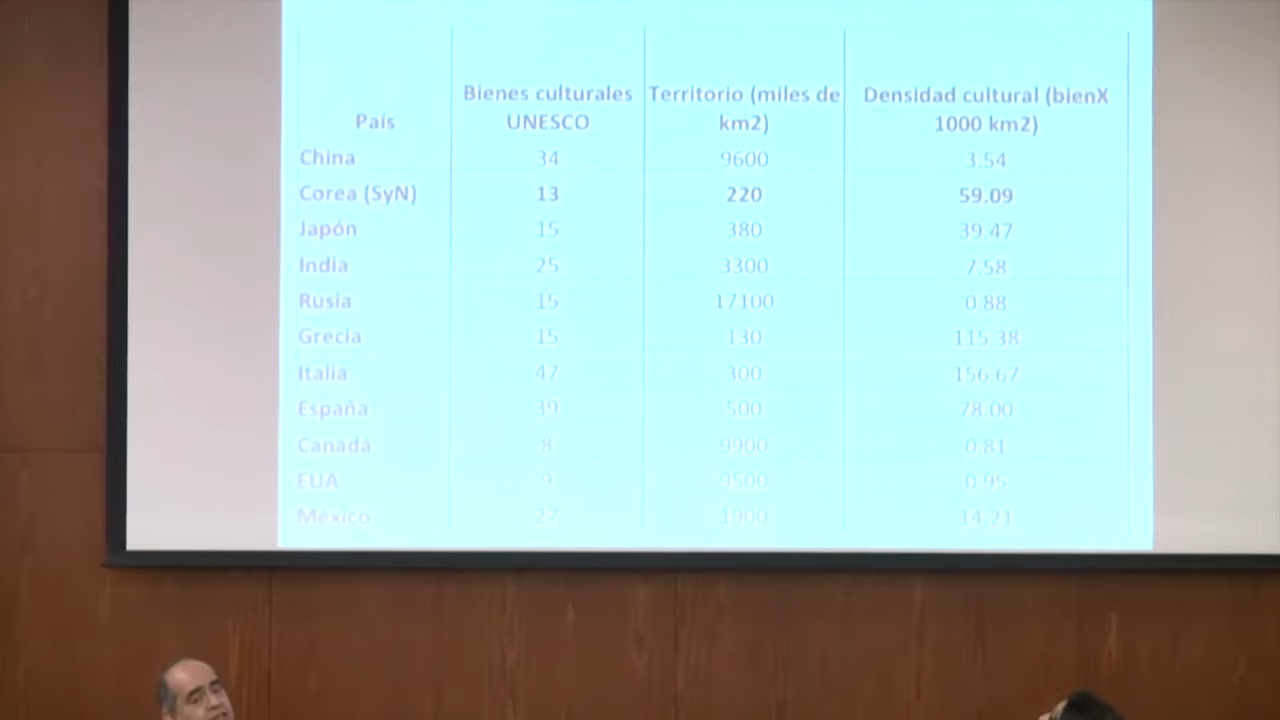 País Bienes culturales UNESCO Territorio (miles de km2) Densidad cultural (bienX 1000 km2)
China 34 9600 3.54
Corea (SyN) 13 220 59.09
Japón 15 380 39.47
India 25 3300 7.58
Rusia 15 17100 0.88
Grecia 15 130 115.38
Italia 47 300 156.67
España 39 500 78.00
Canadá 8 9900 0.81
EUA 9 9500 0.95
México 27 1900 14.21